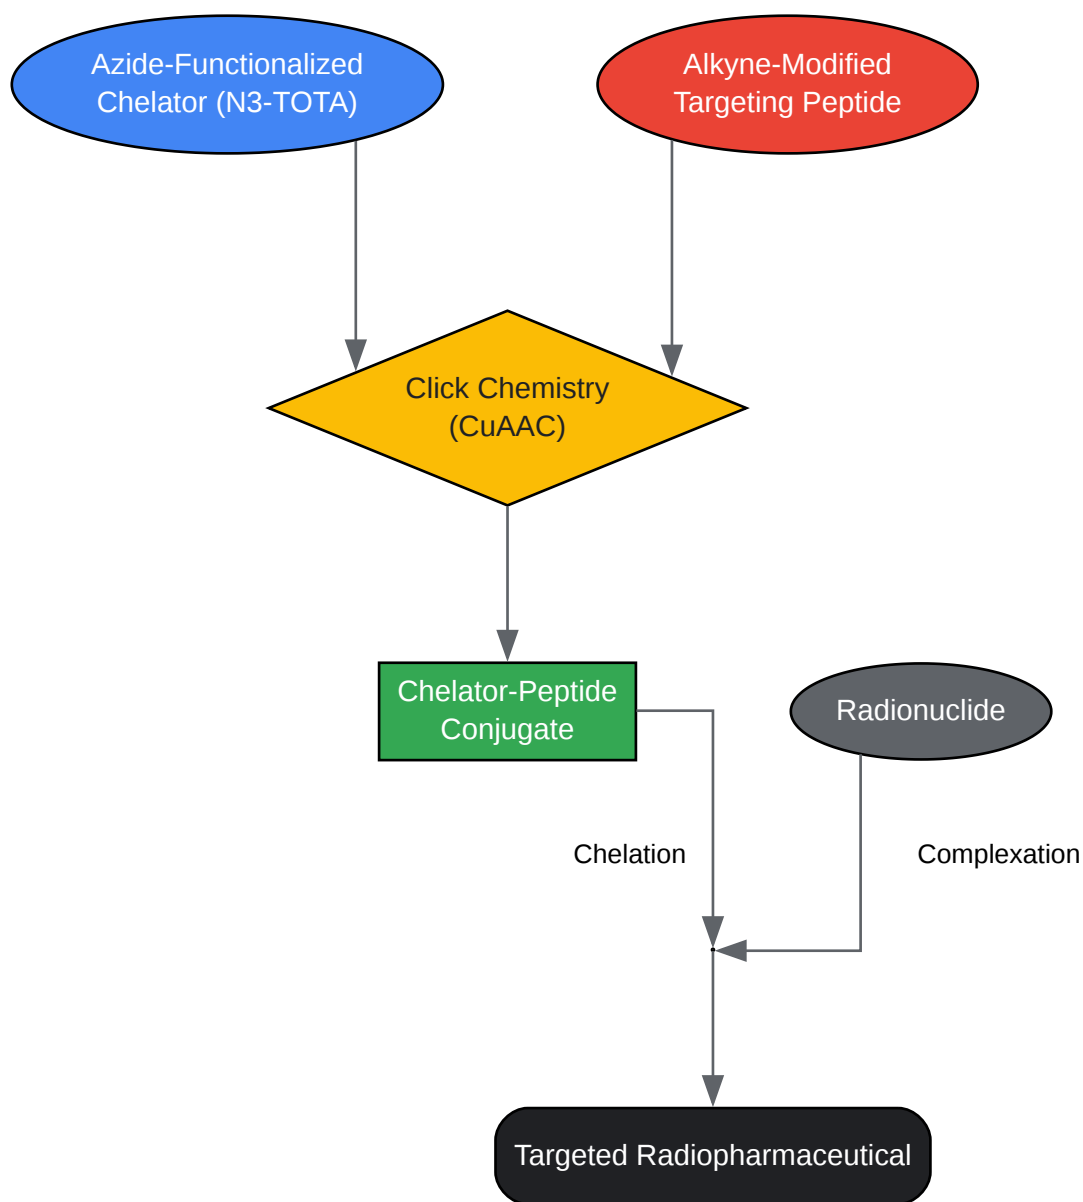 Azide-Functionalized
Chelator (N3-TOTA)
Alkyne-Modified
Targeting Peptide
Click Chemistry
(CuAAC)
Chelator-Peptide
Conjugate
Radionuclide
Chelation
Complexation
Targeted Radiopharmaceutical